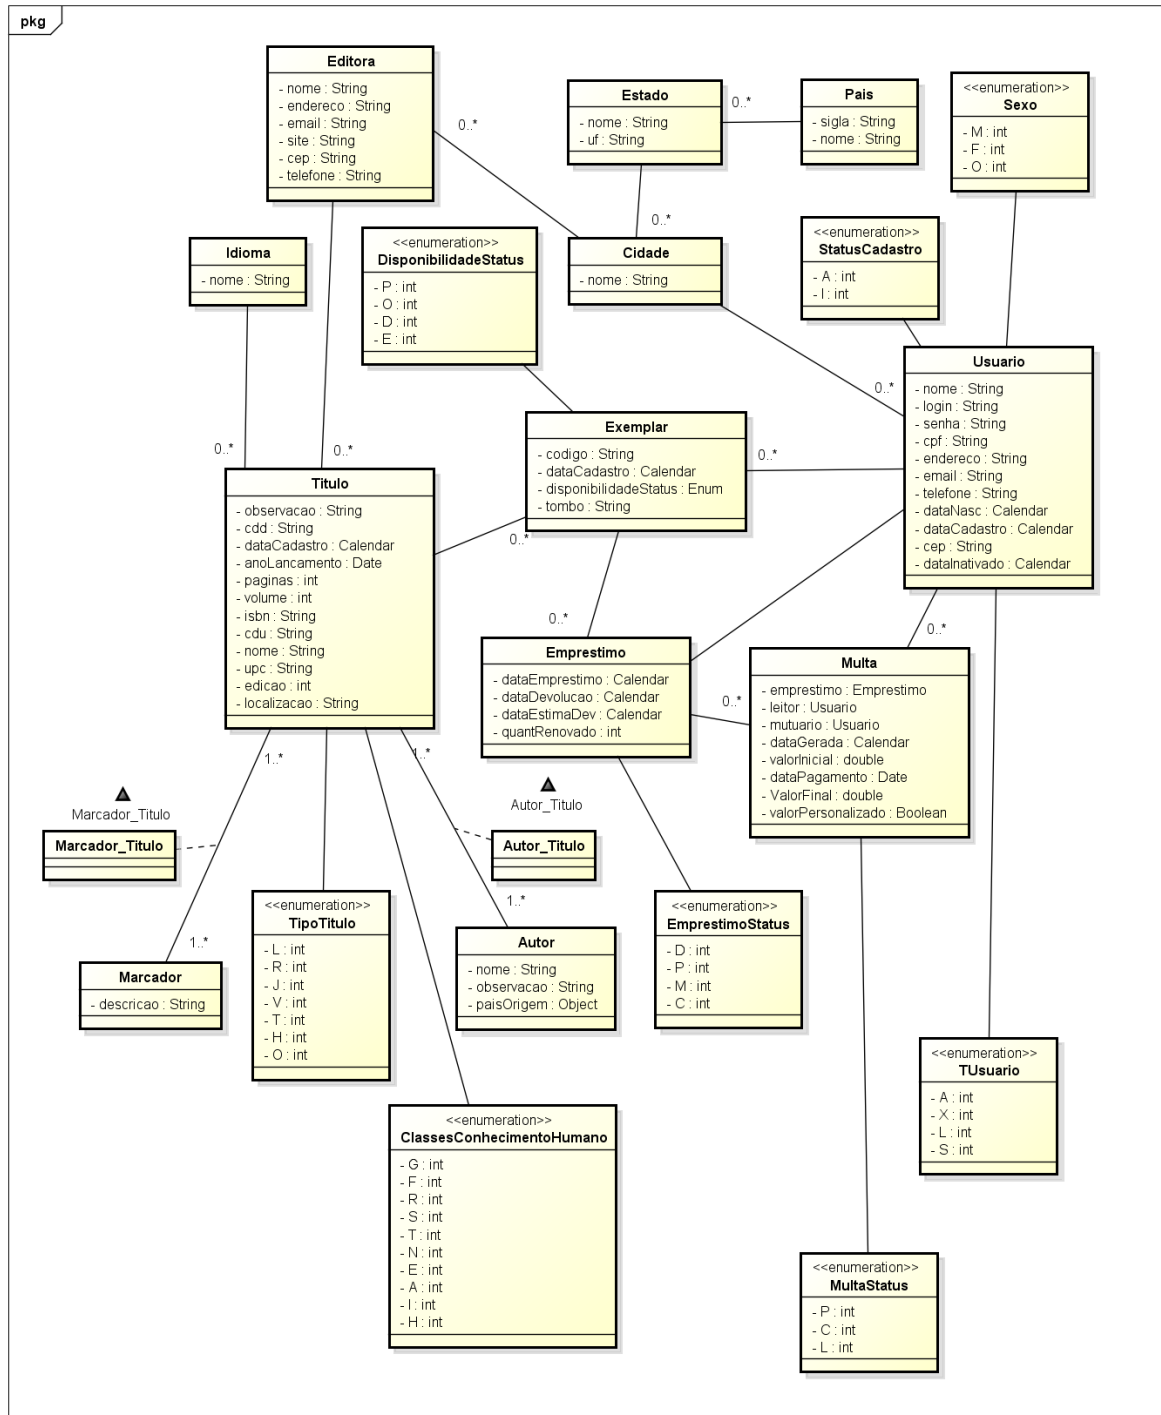 pkg
Editora
- nome : String
- endereco : String
- email : String
- site : String
- cep : String
- telefone : String
0..*
Estado
- nome : String
- uf : String
0..*
Pais
- sigla : String
- nome : String
<<enumeration>>
Sexo
- M : int
- F : int
- O : int
Idioma
- nome : String
<<enumeration>>
DisponibilidadeStatus
- P : int
- O : int
- D : int
- E : int
0..*
Cidade
- nome : String
<<enumeration>>
StatusCadastro
- A : int
- I : int
0..*
Usuario
- nome : String
- login : String
- senha : String
- cpf : String
- endereco : String
- email : String
- telefone : String
- dataNasc : Calendar
- dataCadastro : Calendar
- cep : String
- dataInativado : Calendar
Exemplar
- codigo : String
- dataCadastro : Calendar
- disponibilidadeStatus : Enum
- tombo : String
0..*
0..*
0..*
0..*
Titulo
- observacao : String
- cdd : String
- dataCadastro : Calendar
- anoLancamento : Date
- paginas : int
- volume : int
- isbn : String
- cdu : String
- nome : String
- upc : String
- edicao : int
- localizacao : String
0..*
Emprestimo
- dataEmprestimo : Calendar
- dataDevolucao : Calendar
- dataEstimaDev : Calendar
- quantRenovado : int
0..*
0..*
Multa
- emprestimo : Emprestimo
- leitor : Usuario
- mutuario : Usuario
- dataGerada : Calendar
- valorInicial : double
- dataPagamento : Date
- ValorFinal : double
- valorPersonalizado : Boolean
1..*
1..*
Marcador_Titulo
Marcador_Titulo
Autor_Titulo
Autor_Titulo
1..*
1..*
Marcador
- descricao : String
<<enumeration>>
TipoTitulo
- L : int
- R : int
- J : int
- V : int
- T : int
- H : int
- O : int
Autor
- nome : String
- observacao : String
- paisOrigem : Object
<<enumeration>>
EmprestimoStatus
- D : int
- P : int
- M : int
- C : int
<<enumeration>>
TUsuario
- A : int
- X : int
- L : int
- S : int
<<enumeration>>
ClassesConhecimentoHumano
- G : int
- F : int
- R : int
- S : int
- T : int
- N : int
- E : int
- A : int
- I : int
- H : int
<<enumeration>>
MultaStatus
- P : int
- C : int
- L : int